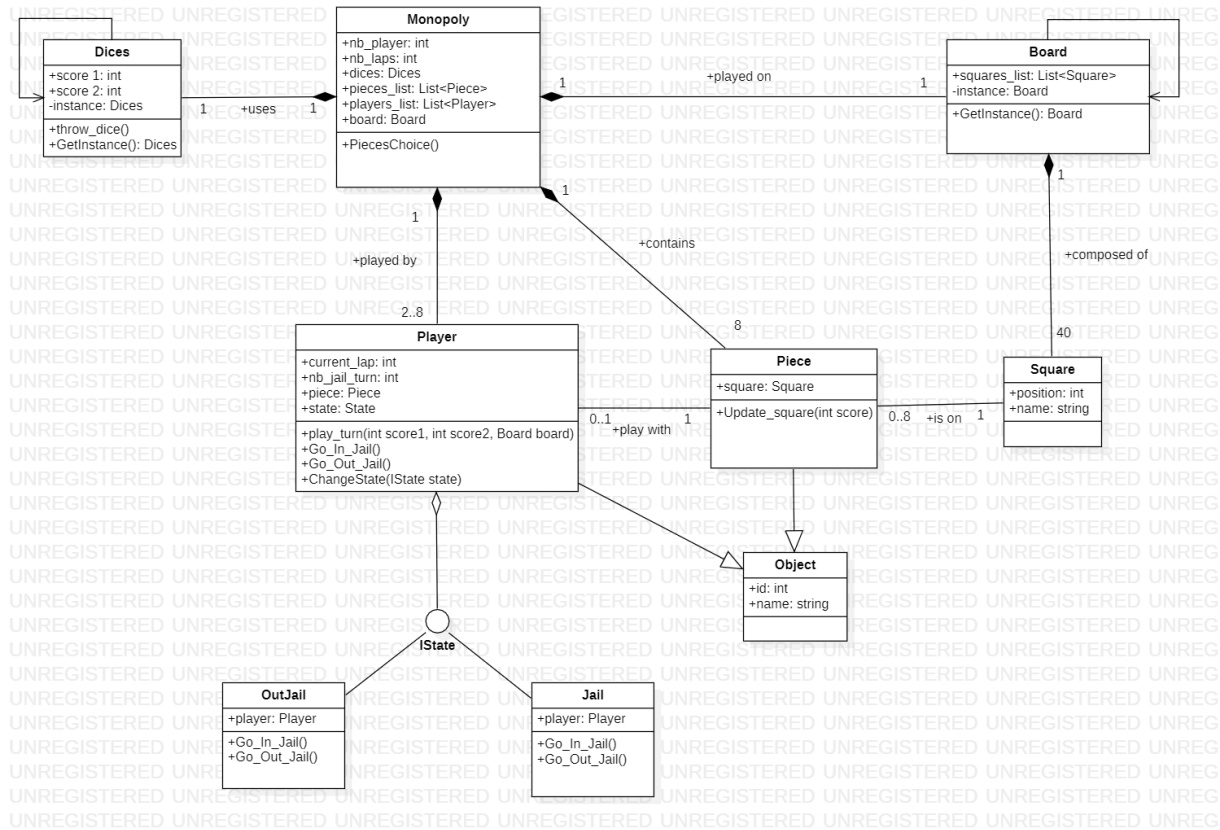 Monopoly
+nb_player: int
+nb_laps: int
+dices: Dices
+pieces_list: List<Piece>
+players_list: List<Player>
+board: Board
+PiecesChoice()
Dices
+score 1: int
+score 2: int
-instance: Dices
+throw_dice()
+GetInstance(): Dices
1
+uses
1
1
+played on
1
Board
+squares_list: List<Square>
-instance: Board
+GetInstance(): Board
1
+composed of
40
1
+played by
2..8
1
+contains
8
Player
+current_lap: int
+nb_jail_turn: int
+piece: Piece
+state: State
+play_turn(int score1, int score2, Board board)
+Go_In_Jail()
+Go_Out_Jail()
+ChangeState(IState state)
0..1
+play with
1
Piece
+square: Square
+Update_square(int score)
0..8
+is on
1
Square
+position: int
+name: string
Object
+id: int
+name: string
IState
OutJail
+player: Player
+Go_In_Jail()
+Go_Out_Jail()
Jail
+player: Player
+Go_In_Jail()
+Go_Out_Jail()
UNREGISTERED